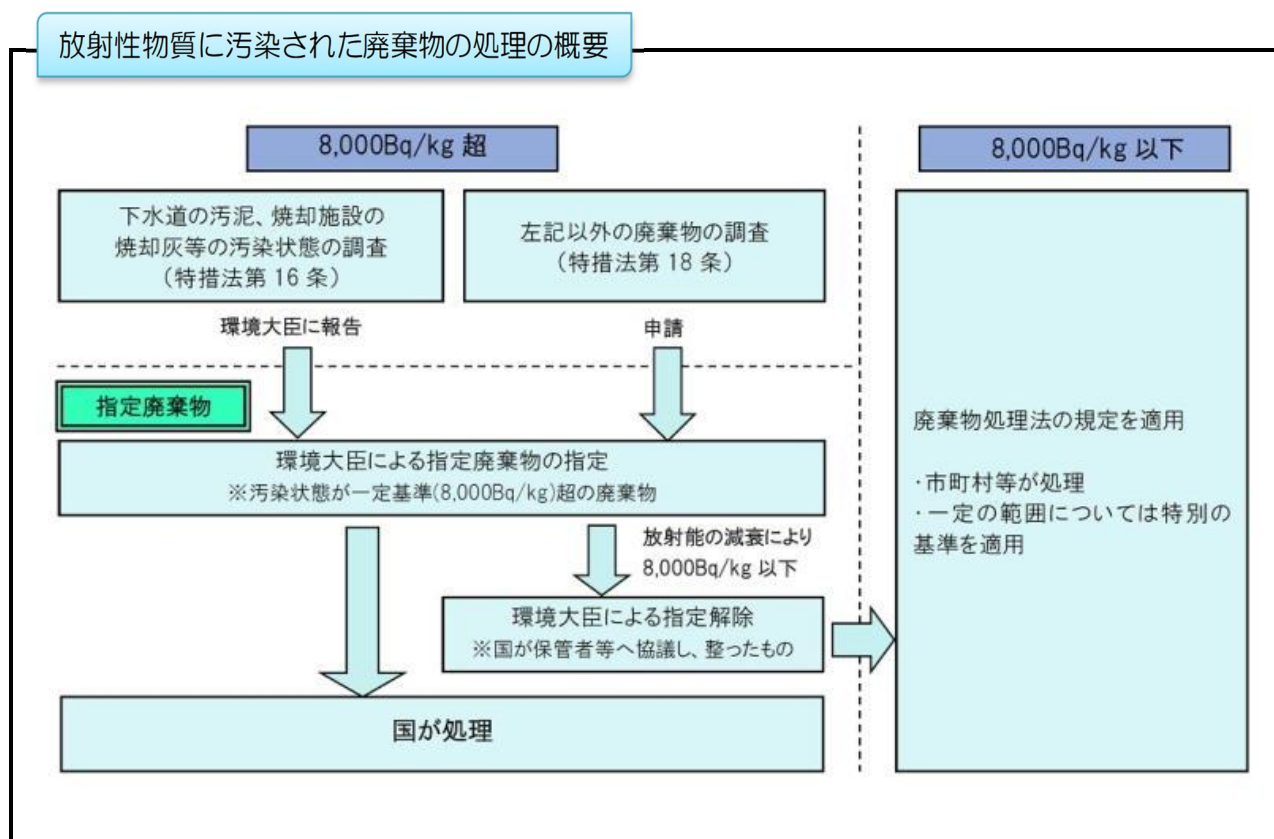 放射性物質に汚染された廃棄物の処理の概要
8,000Bq/kg 超
8,000Bq/kg 以下
下水道の汚泥、焼却施設の
焼却灰等の汚染状態の調査
（特措法第 16 条）
左記以外の廃棄物の調査
（特措法第 18 条）
環境大臣に報告
申請
指定廃棄物
環境大臣による指定廃棄物の指定
※汚染状態が一定基準(8,000Bq/kg)超の廃棄物
放射能の減衰により
8,000Bq/kg 以下
環境大臣による指定解除
※国が保管者等へ協議し、整ったもの
国が処理
廃棄物処理法の規定を適用
・市町村等が処理
・一定の範囲については特別の
基準を適用